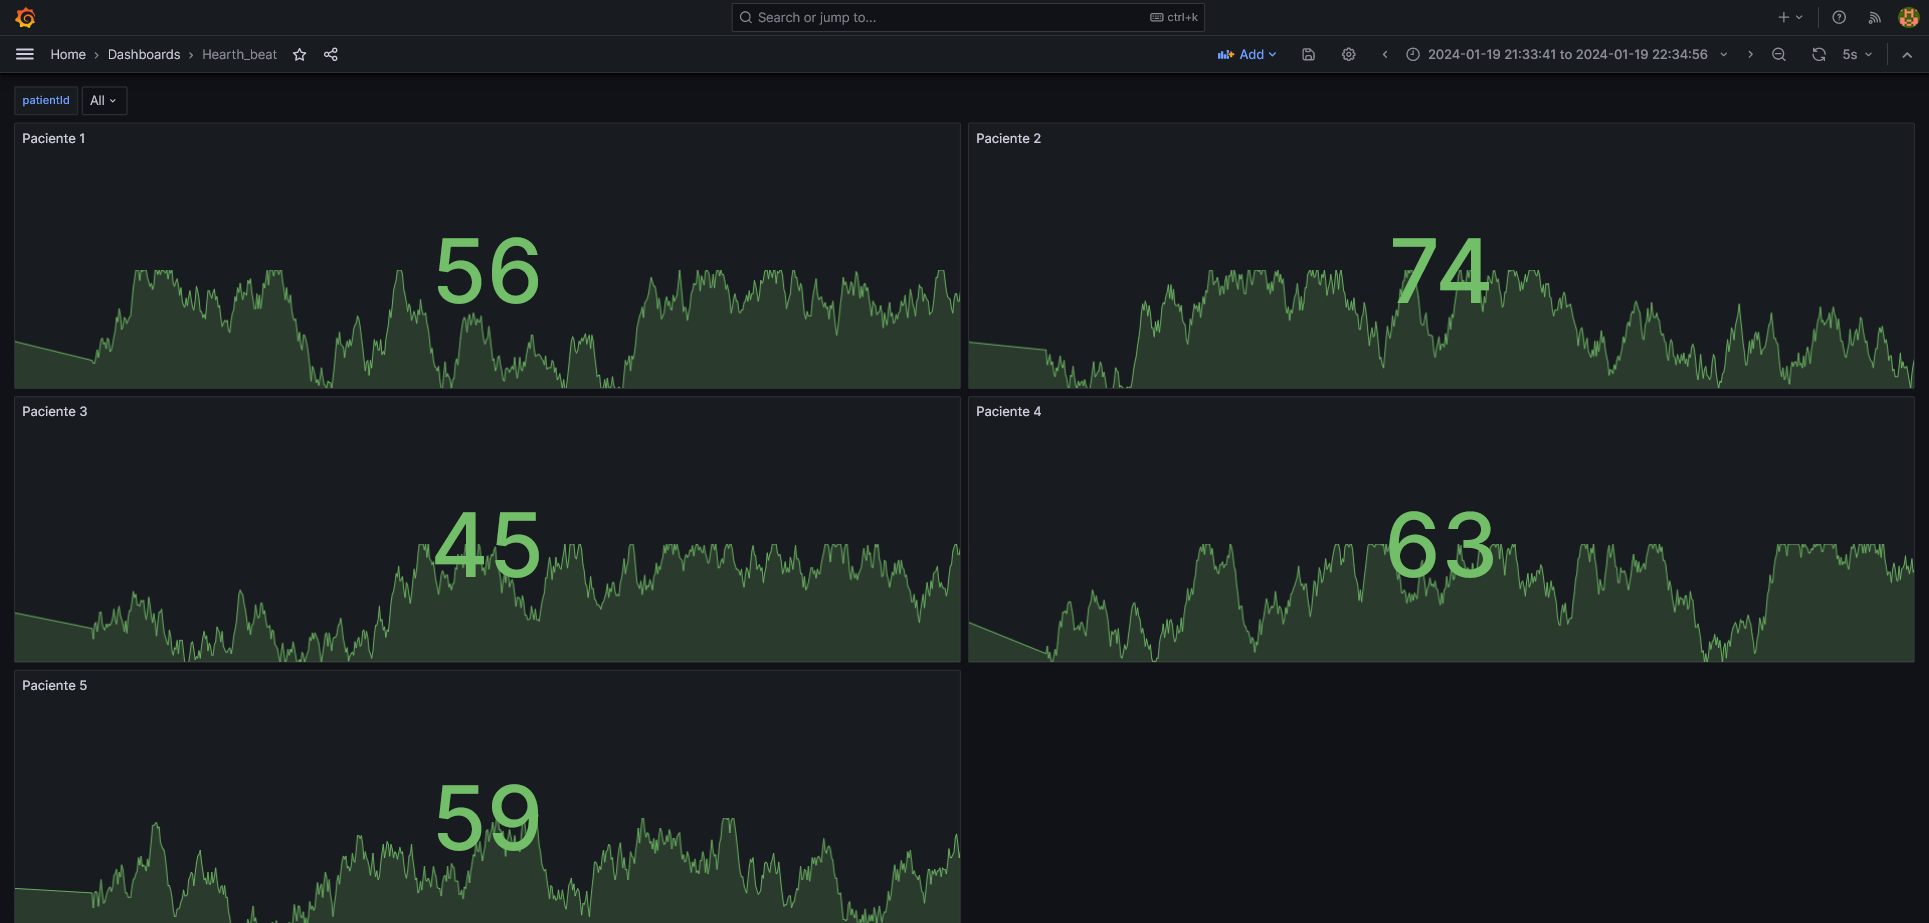 Search or jump to... ctrl+k
Home › Dashboards › Hearth_beat Add 2024-01-19 21:33:41 to 2024-01-19 22:34:56 5s
patientId All
Paciente 1 Paciente 2
56 74
Paciente 3 Paciente 4
45 63
Paciente 5
59